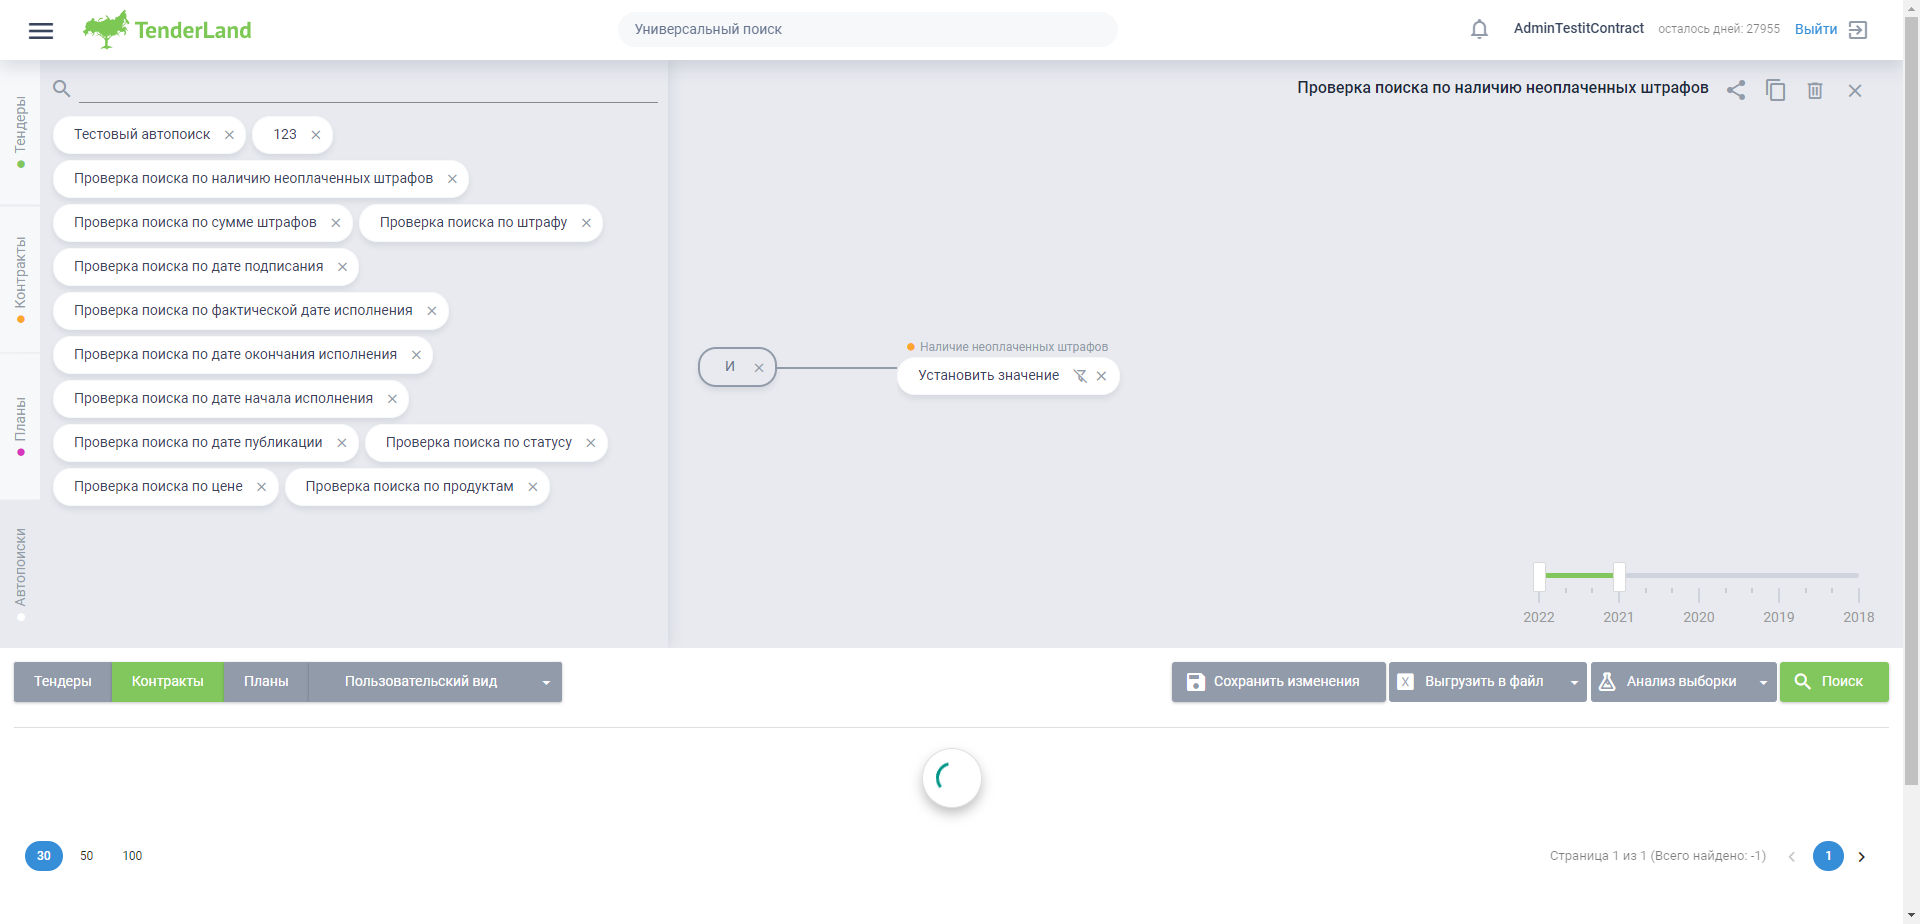 TenderLand
Универсальный поиск
AdminTestitContract
осталось дней: 27955
Выйти
Тендеры
Контракты
Планы
Автопоиски
Тестовый автопоиск
123
Проверка поиска по наличию неоплаченных штрафов
Проверка поиска по сумме штрафов
Проверка поиска по штрафу
Проверка поиска по дате подписания
Проверка поиска по фактической дате исполнения
Проверка поиска по дате окончания исполнения
Проверка поиска по дате начала исполнения
Проверка поиска по дате публикации
Проверка поиска по статусу
Проверка поиска по цене
Проверка поиска по продуктам
Проверка поиска по наличию неоплаченных штрафов
И
Наличие неоплаченных штрафов
Установить значение
2022 2021 2020 2019 2018
Тендеры
Контракты
Планы
Пользовательский вид
Сохранить изменения
X Выгрузить в файл
Анализ выборки
Поиск
30 50 100
Страница 1 из 1 (Всего найдено: -1)
1